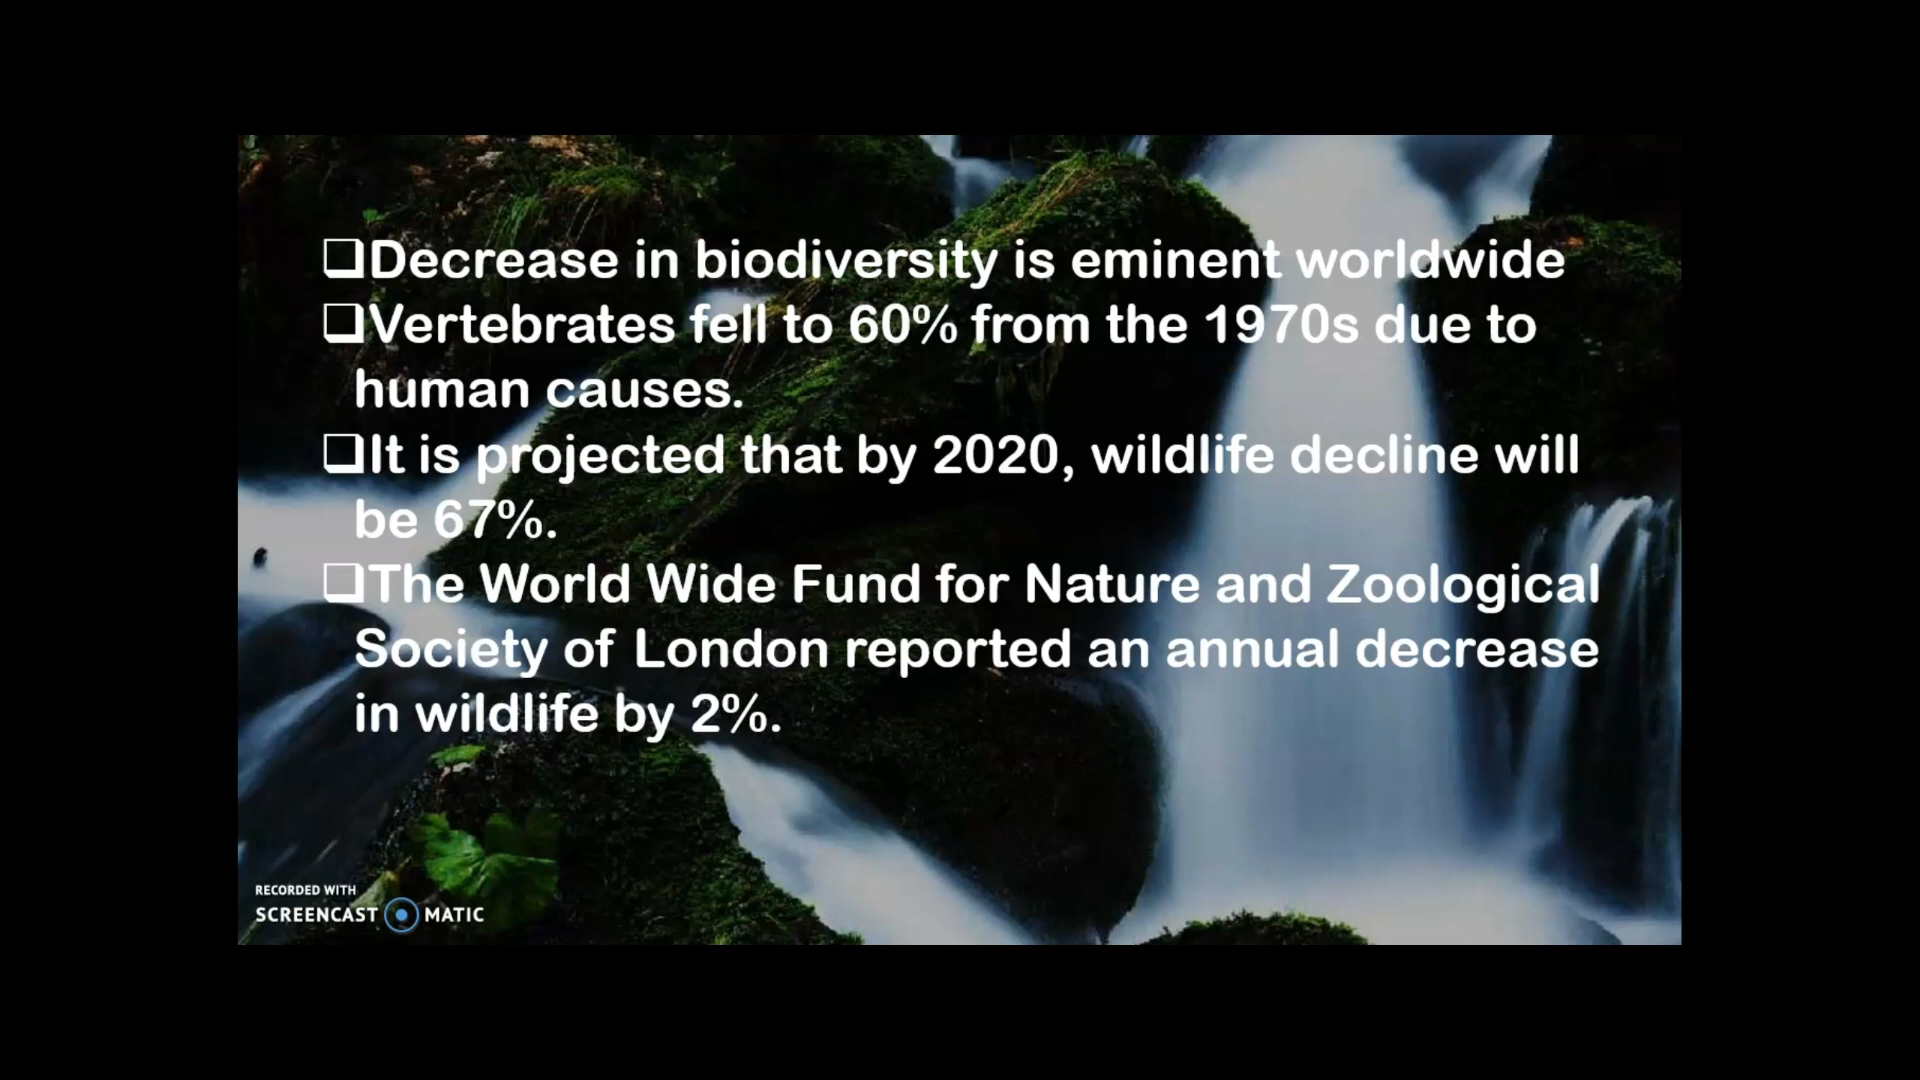 ❑Decrease in biodiversity is eminent worldwide
❑Vertebrates fell to 60% from the 1970s due to
human causes.
❑It is projected that by 2020, wildlife decline will
be 67%.
❑The World Wide Fund for Nature and Zoological
Society of London reported an annual decrease
in wildlife by 2%.
RECORDED WITH
SCREENCAST MATIC